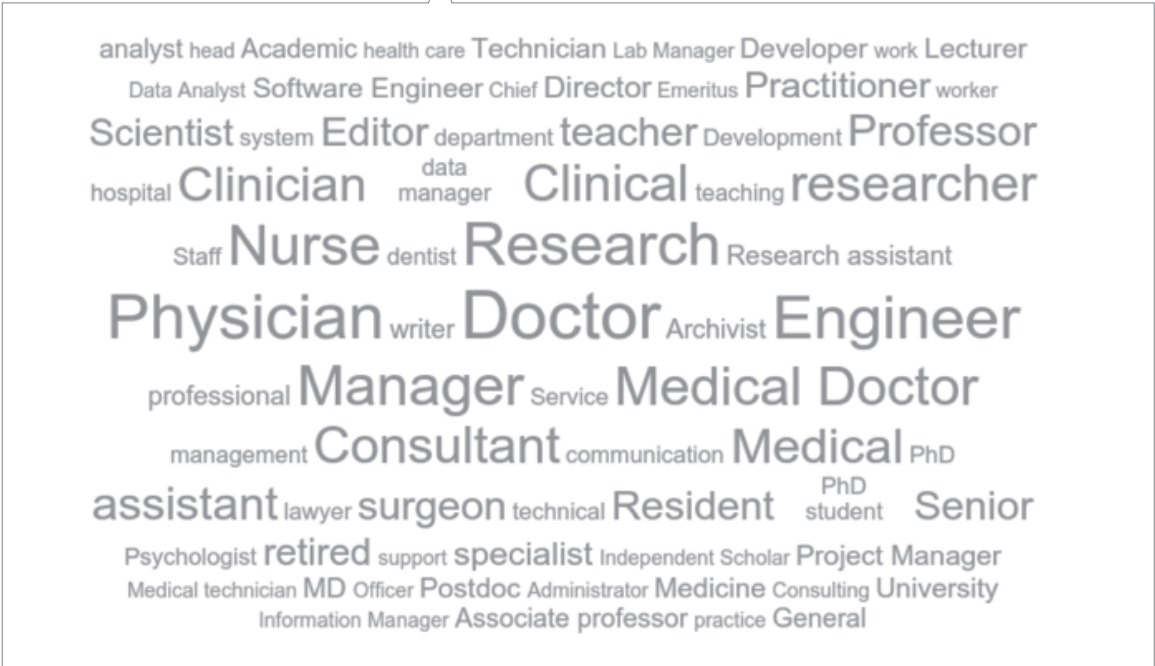 analyst head Academic health care Technician Lab Manager Developer work Lecturer
Data Analyst Software Engineer Chief Director Emeritus Practitioner worker
Scientist system Editor department teacher Development Professor
hospital Clinician data manager Clinical teaching researcher
Staff Nurse dentist Research Research assistant
Physician writer Doctor Archivist Engineer
professional Manager Service Medical Doctor
management Consultant communication Medical PhD
assistant lawyer surgeon technical Resident PhD student Senior
Psychologist retired support specialist Independent Scholar Project Manager
Medical technician MD Officer Postdoc Administrator Medicine Consulting University
Information Manager Associate professor practice General